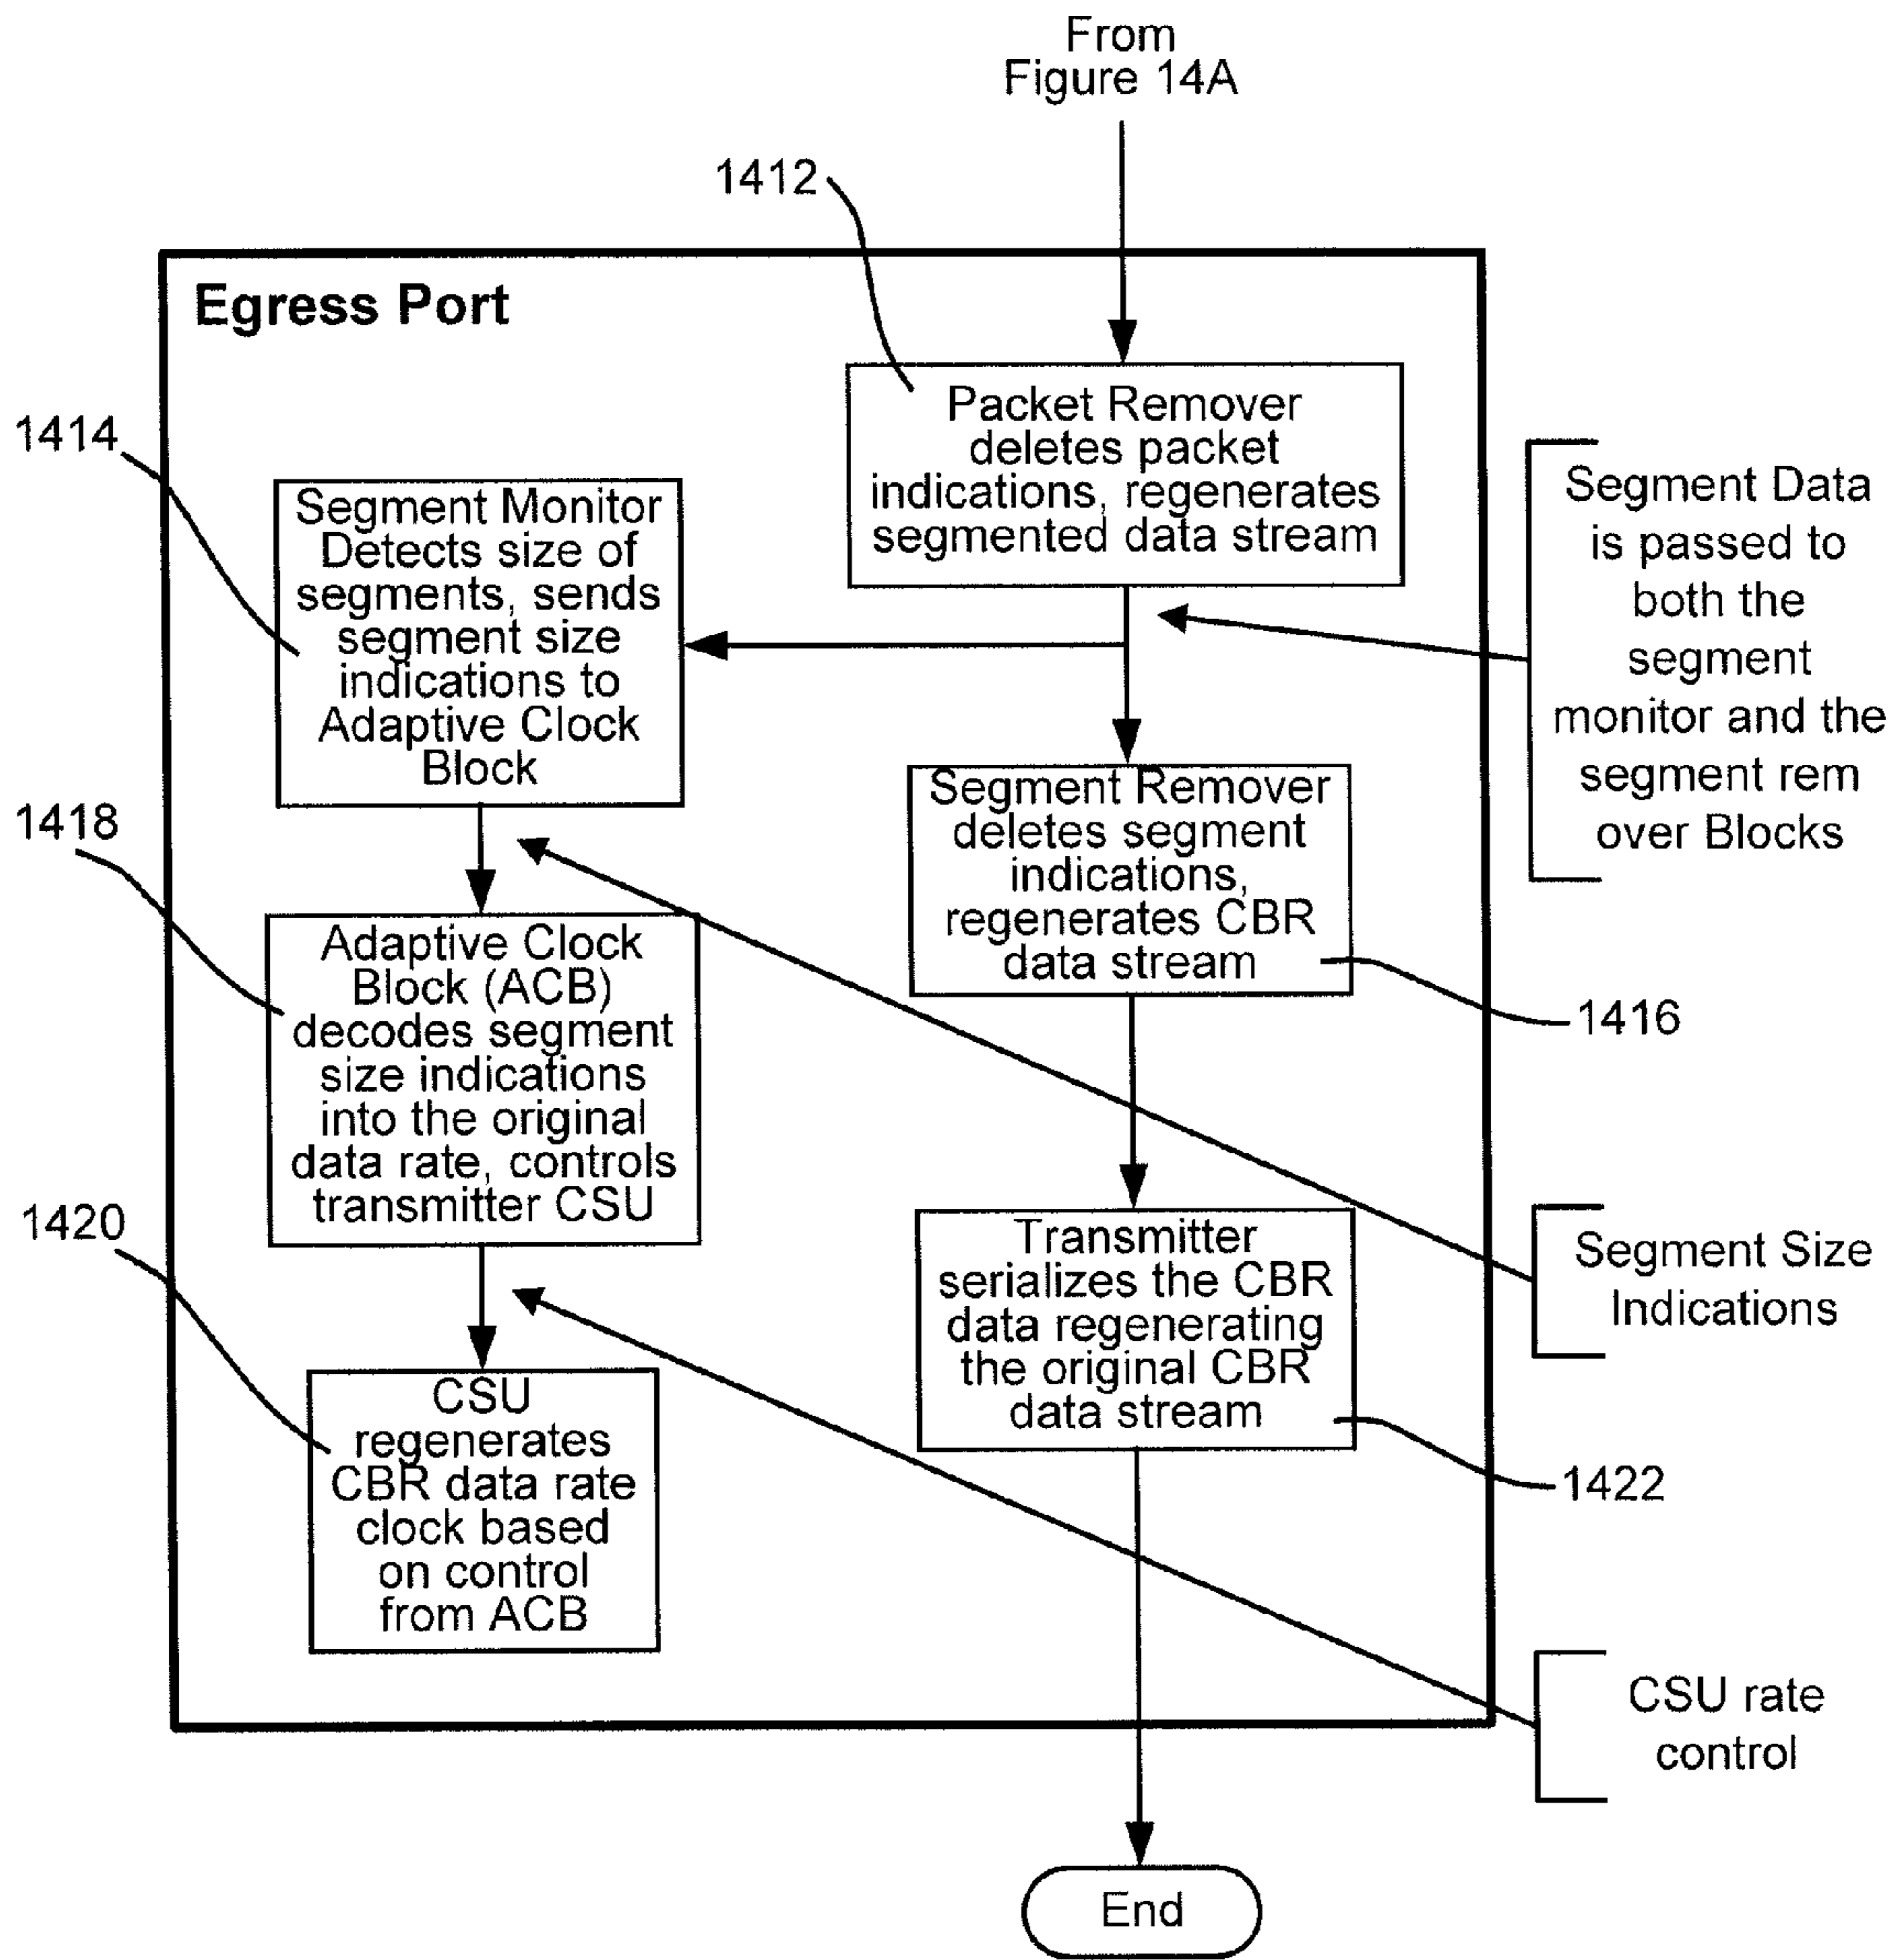 From
Figure 14A
1412
Egress Port
Packet Remover
deletes packet
indications, regenerates
segmented data stream
1414
Segment Monitor
Detects size of
segments, sends
segment size
indications to
Adaptive Clock
Block
Segment Data
is passed to
both the
segment
monitor and the
segment rem
over Blocks
1418
Segment Remover
deletes segment
indications,
regenerates CBR
data stream
1416
Adaptive Clock
Block (ACB)
decodes segment
size indications
into the original
data rate, controls
transmitter CSU
1420
Transmitter
serializes the CBR
data regenerating
the original CBR
data stream
1422
Segment Size
Indications
CSU
regenerates
CBR data rate
clock based
on control
from ACB
CSU rate
control
End